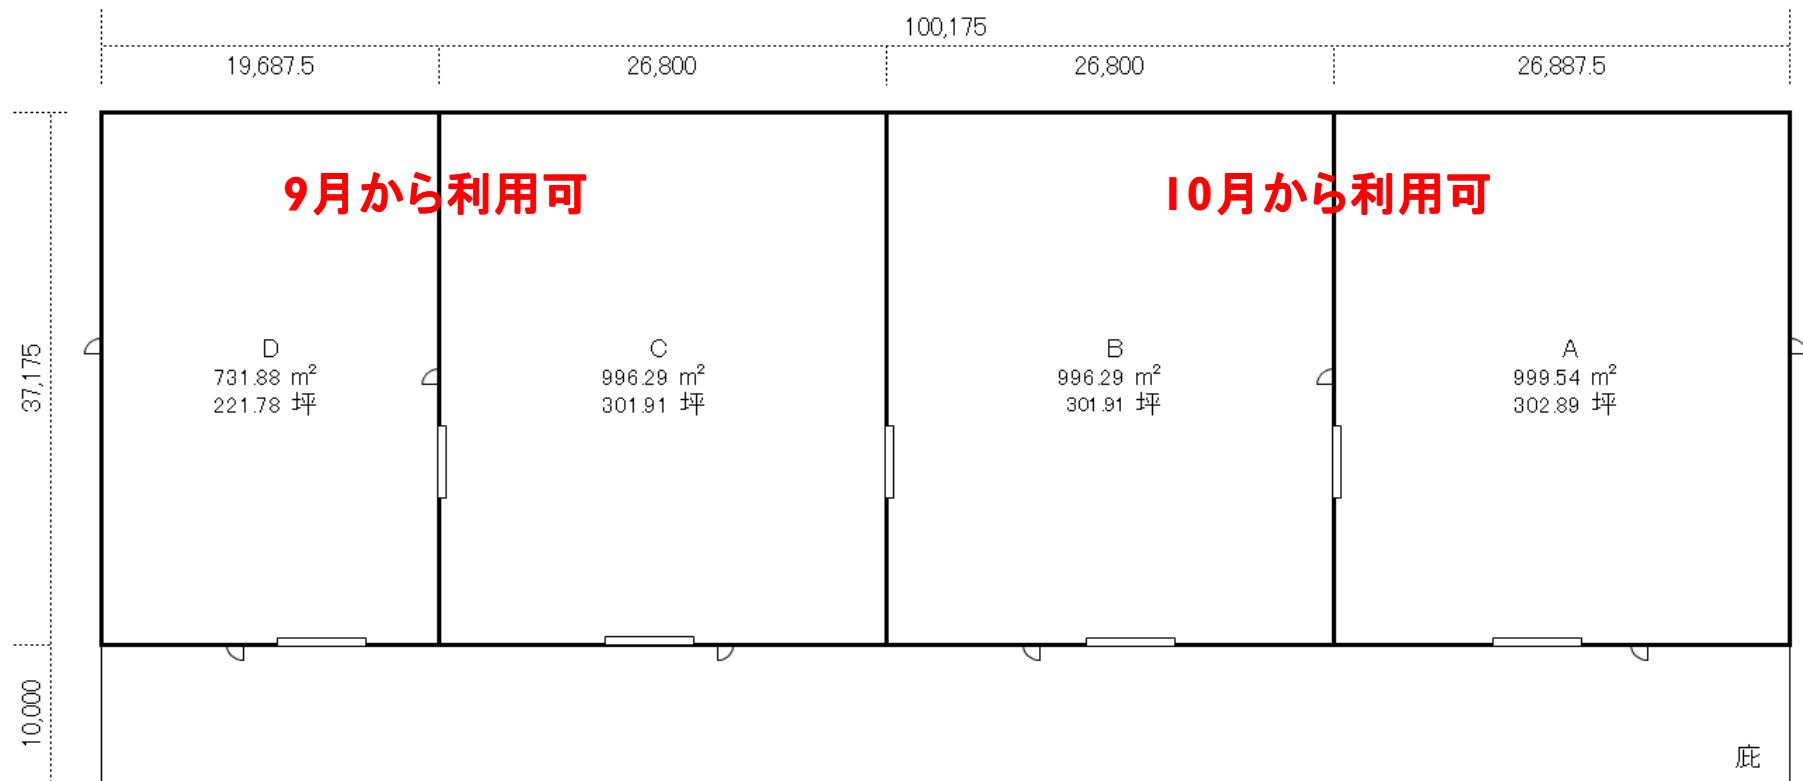 100,175
19,687.5
26,800
26,800
26,887.5
9月から利用可
10月から利用可
37,175
D
731.88 m²
221.78 坪
C
996.29 m²
301.91 坪
B
996.29 m²
301.91 坪
A
999.54 m²
302.89 坪
10,000
庇